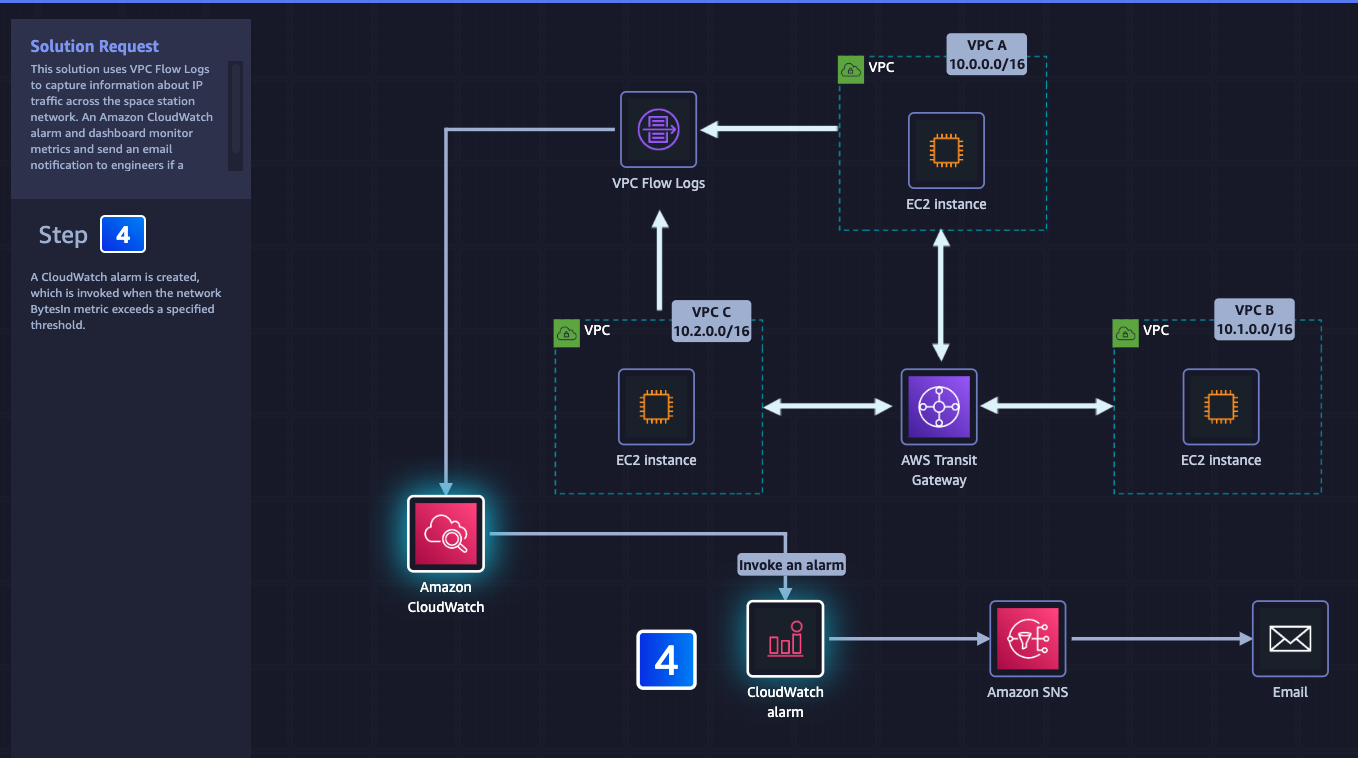 Solution Request
This solution uses VPC Flow Logs
to capture information about IP
traffic across the space station
network. An Amazon CloudWatch
alarm and dashboard monitor
metrics and send an email
notification to engineers if a
Step 4
A CloudWatch alarm is created,
which is invoked when the network
BytesIn metric exceeds a specified
threshold.
VPC
VPC A
10.0.0.0/16
EC2 instance
VPC Flow Logs
VPC
VPC C
10.2.0.0/16
EC2 instance
AWS Transit
Gateway
VPC
VPC B
10.1.0.0/16
EC2 instance
Amazon
CloudWatch
Invoke an alarm
4
CloudWatch
alarm
Amazon SNS
Email